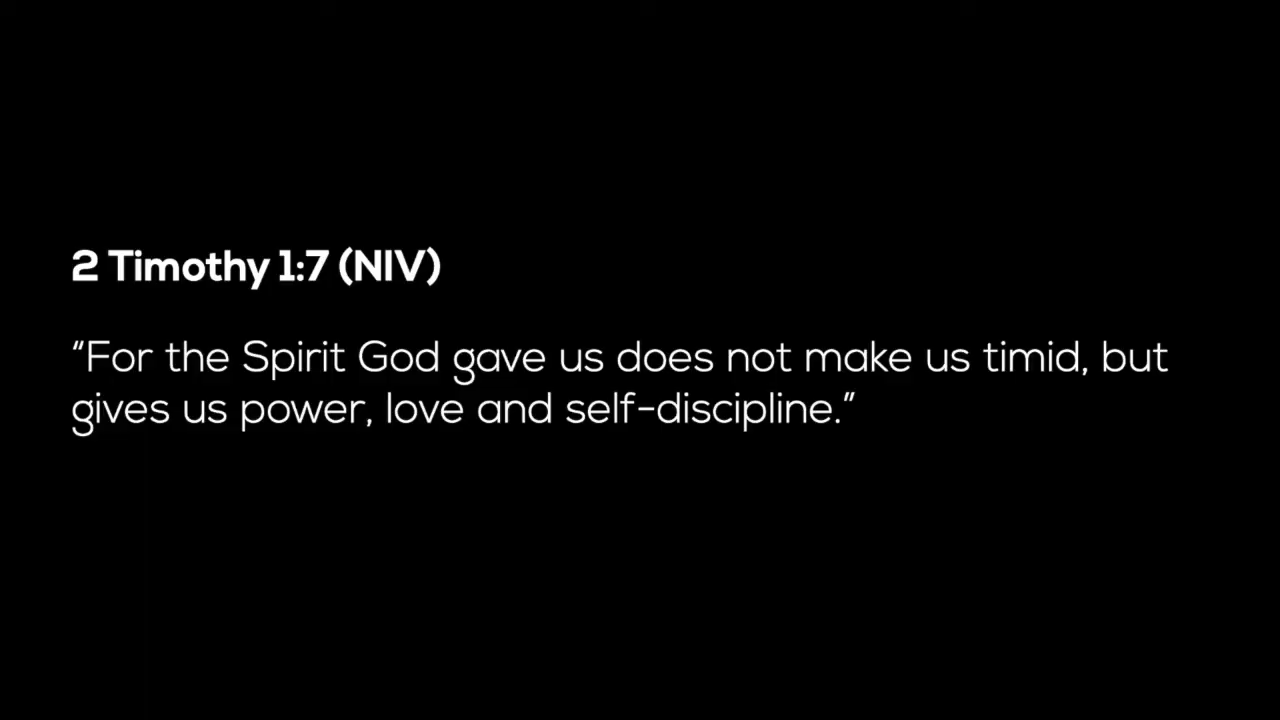 2 Timothy 1:7 (NIV)
“For the Spirit God gave us does not make us timid, but
gives us power, love and self-discipline.”